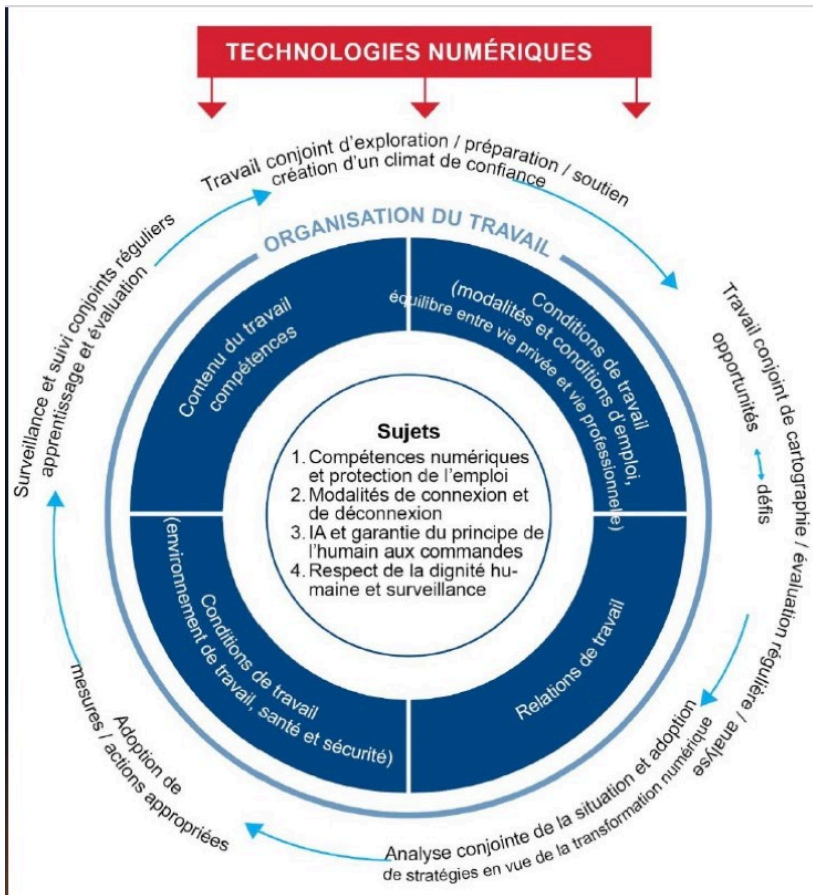 TECHNOLOGIES NUMÉRIQUES
Travail conjoint d'exploration / préparation / soutien
création d'un climat de confiance
ORGANISATION DU TRAVAIL
Contenu du travail
compétences
Conditions de travail
(modalités et conditions d'emploi,
équilibre entre vie privée et vie professionnelle)
Relations de travail
Conditions de travail
(environnement de travail, santé et sécurité)
Sujets
1. Compétences numériques
et protection de l'emploi
2. Modalités de connexion et
de déconnexion
3. IA et garantie du principe de
l'humain aux commandes
4. Respect de la dignité hu-
maine et surveillance
Travail conjoint de cartographie / évaluation régulière / analyse
opportunités
défis
Analyse conjointe de la situation et adoption
de stratégies en vue de la transformation numérique
Adoption de
mesures / actions appropriées
Surveillance et suivi conjoints réguliers
apprentissage et évaluation